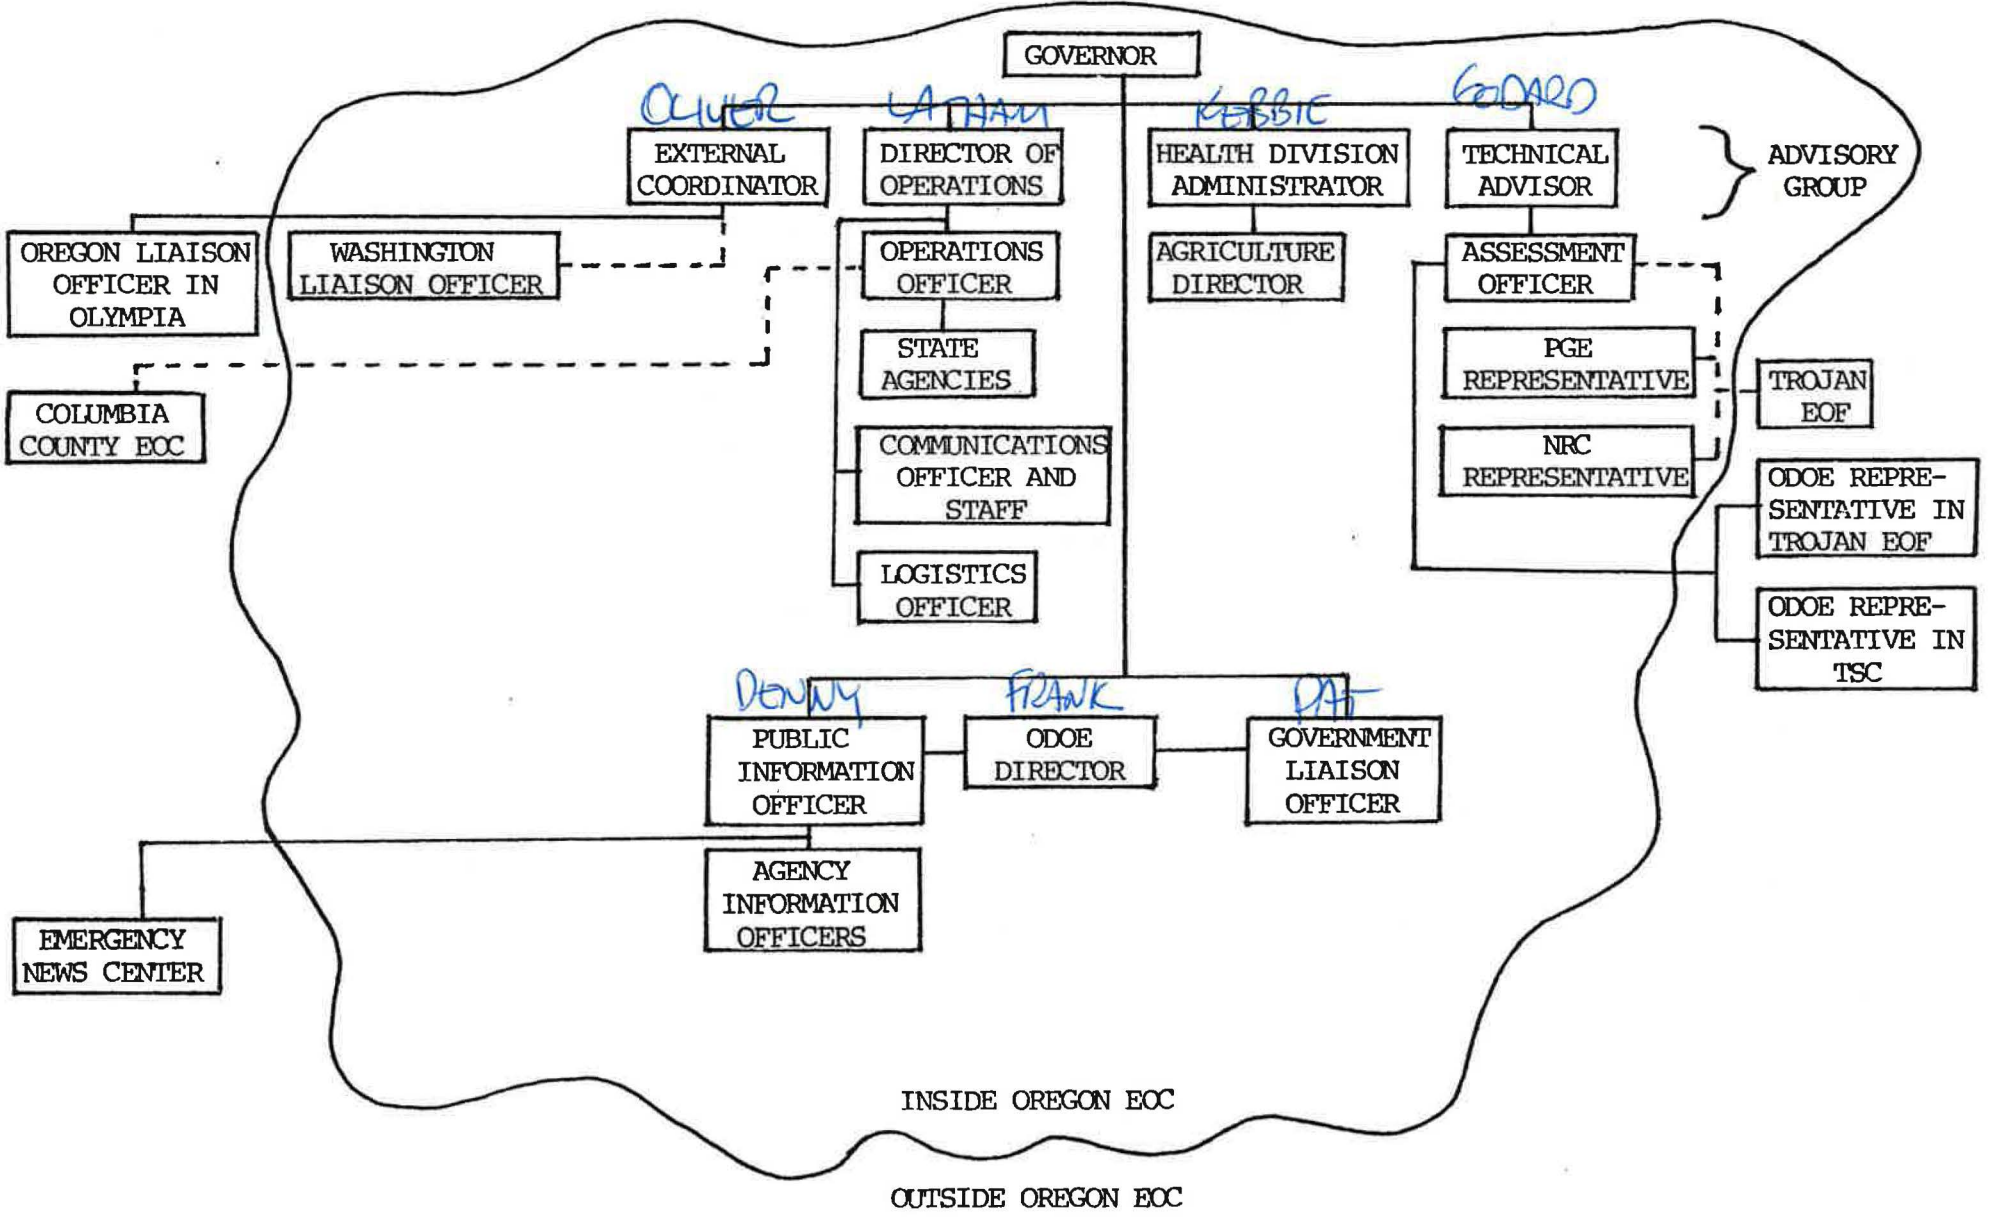 GOVERNOR
OLIVER
LATHAM
KEBBIE
GODARD
EXTERNAL
COORDINATOR
DIRECTOR OF
OPERATIONS
HEALTH DIVISION
ADMINISTRATOR
TECHNICAL
ADVISOR
ADVISORY
GROUP
OREGON LIAISON
OFFICER IN
OLYMPIA
WASHINGTON
LIAISON OFFICER
OPERATIONS
OFFICER
AGRICULTURE
DIRECTOR
ASSESSMENT
OFFICER
STATE
AGENCIES
PGE
REPRESENTATIVE
TROJAN
EOF
COLUMBIA
COUNTY EOC
COMMUNICATIONS
OFFICER AND
STAFF
NRC
REPRESENTATIVE
ODOE REPRE-
SENTATIVE IN
TROJAN EOF
LOGISTICS
OFFICER
ODOE REPRE-
SENTATIVE IN
TSC
DENNY
FRANK
PAT
PUBLIC
INFORMATION
OFFICER
ODOE
DIRECTOR
GOVERNMENT
LIAISON
OFFICER
AGENCY
INFORMATION
OFFICERS
EMERGENCY
NEWS CENTER
INSIDE OREGON EOC
OUTSIDE OREGON EOC